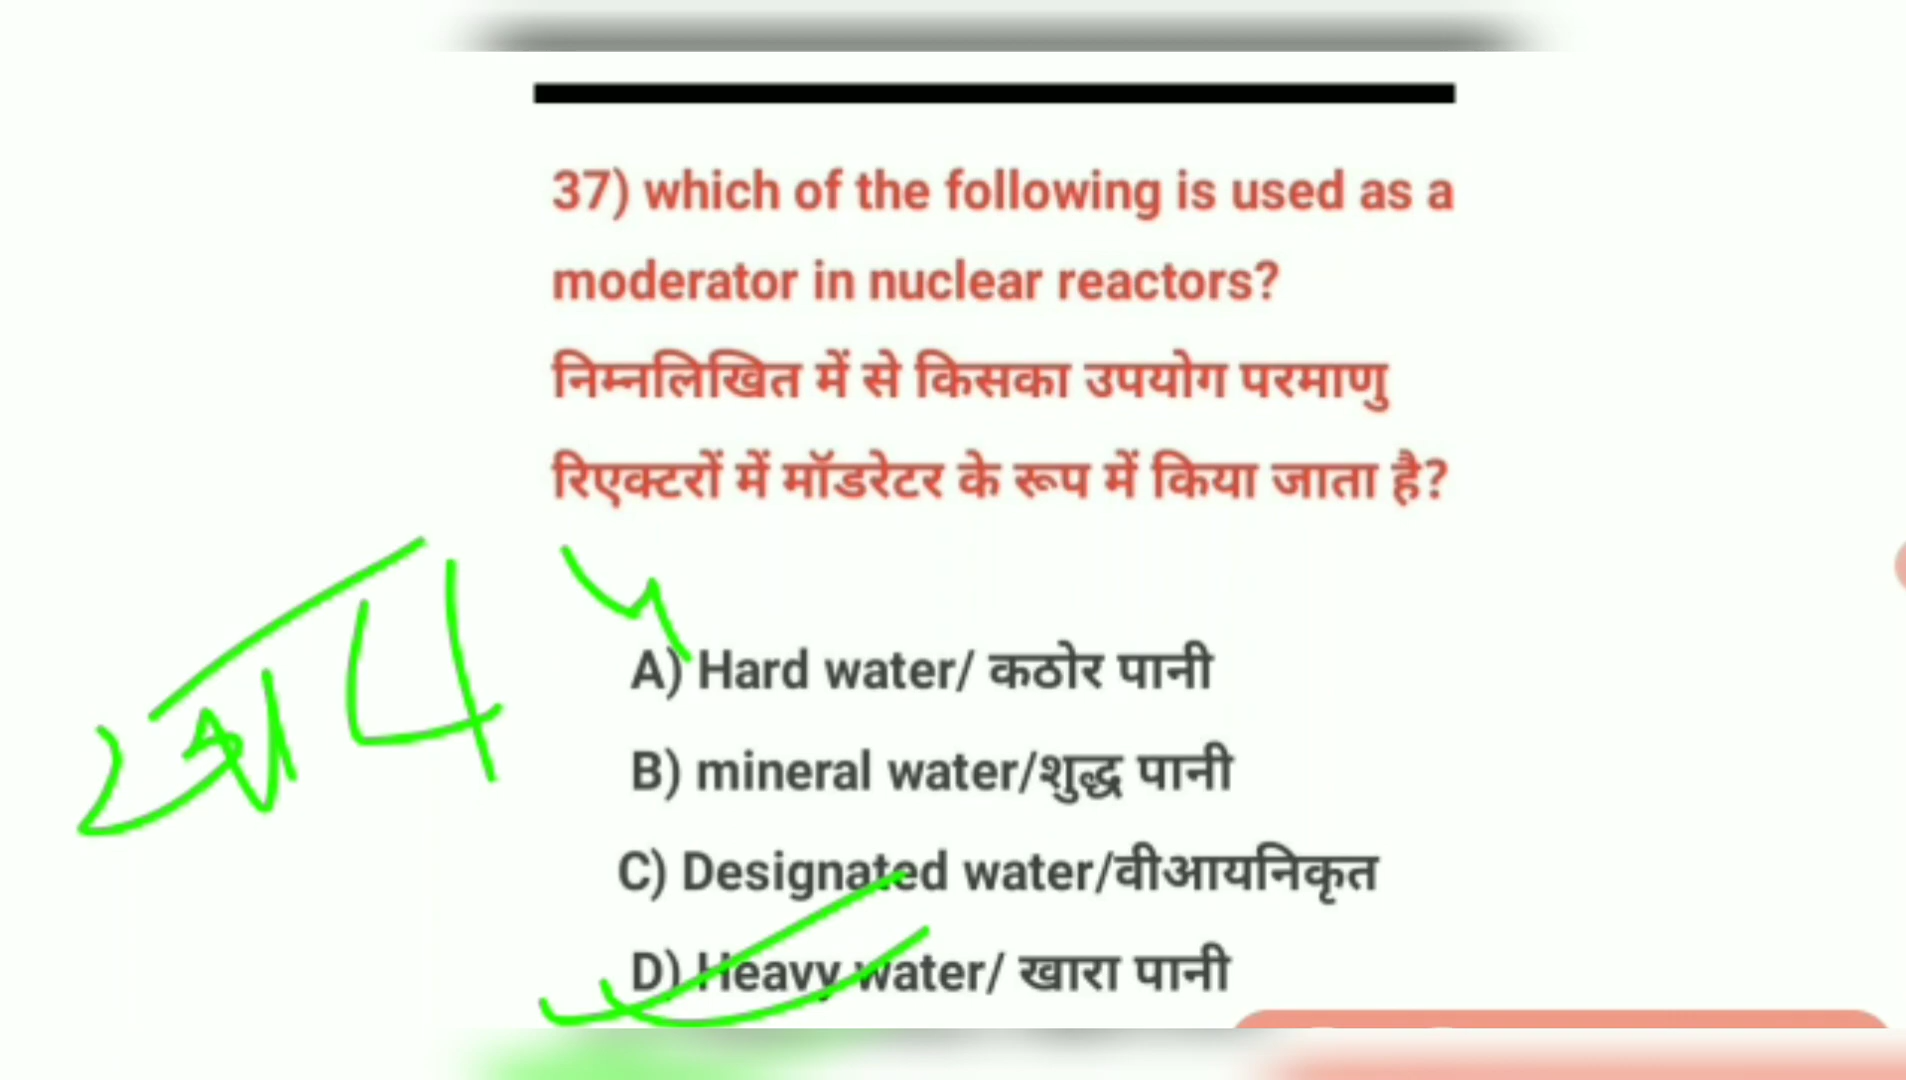 37) which of the following is used as a
moderator in nuclear reactors?
निम्नलिखित में से किसका उपयोग परमाणु
रिएक्टरों में मॉडरेटर के रूप में किया जाता है?
A) Hard water/ कठोर पानी
B) mineral water/शुद्ध पानी
C) Designated water/वीआयनिकृत
D) Heavy water/ खारा पानी